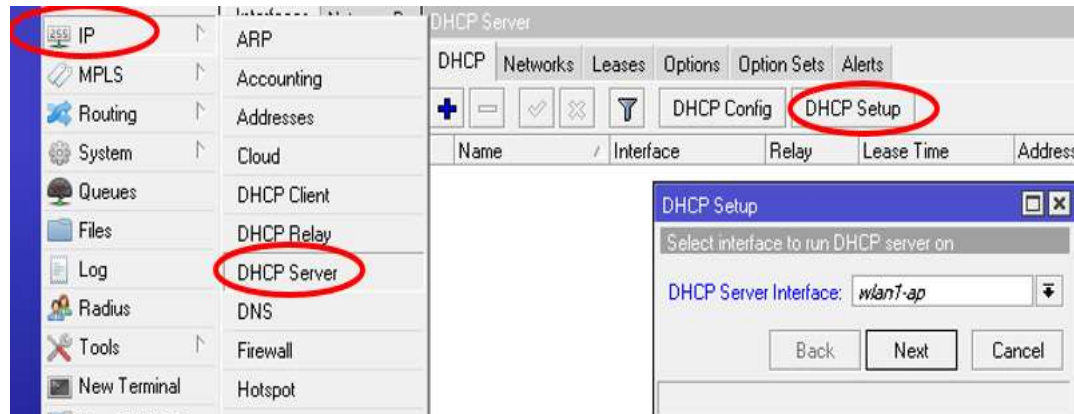 IP
MPLS
Routing
System
Queues
Files
Log
Radius
Tools
New Terminal
ARP
Accounting
Addresses
Cloud
DHCP Client
DHCP Relay
DHCP Server
DNS
Firewall
Hotspot
DHCP Server
DHCP Networks Leases Options Option Sets Alerts
DHCP Config DHCP Setup
Name / Interface Relay Lease Time Address
DHCP Setup
Select interface to run DHCP server on
DHCP Server Interface: wlan1-ap
Back Next Cancel